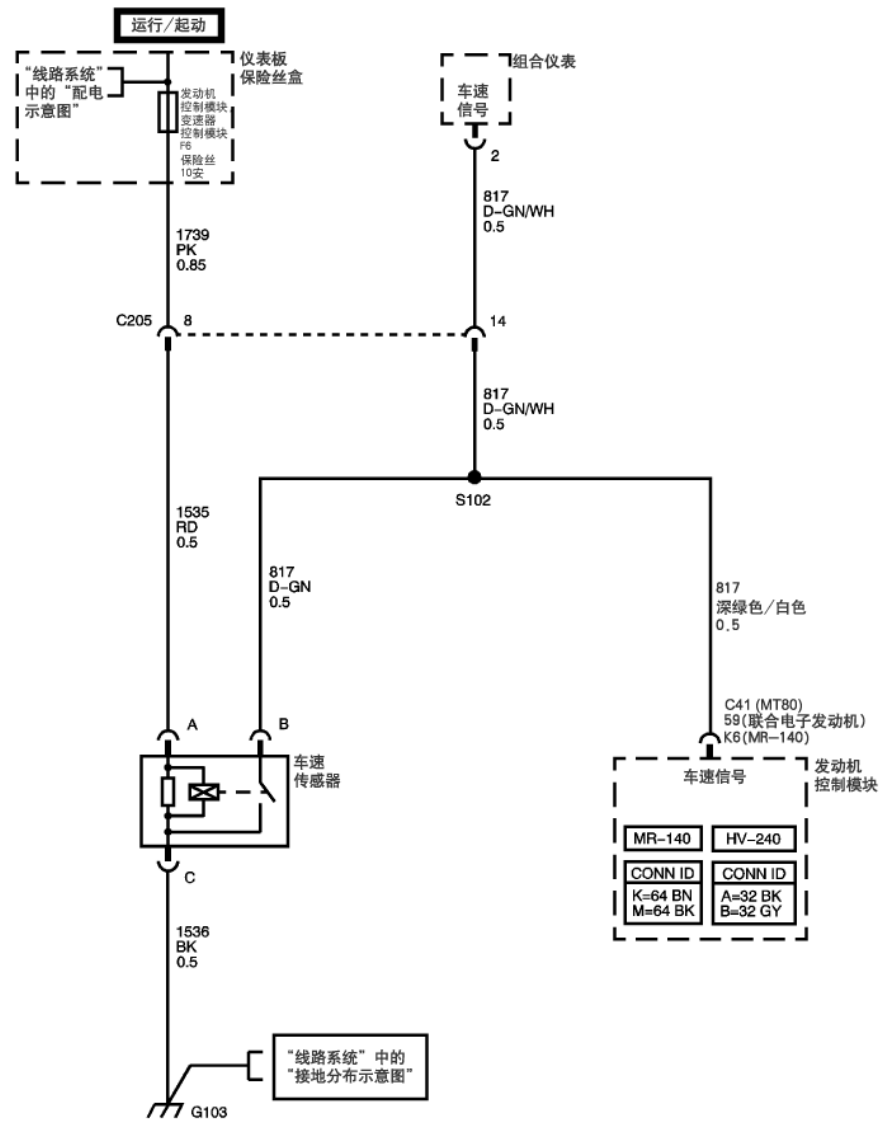 运行/起动
仪表板
保险丝盒
“线路系统”
中的“配电
示意图”
发动机
控制模块
变速器
控制模块
F6
保险丝
10安
组合仪表
车速
信号
2
817
D-GN/WH
0.5
1739
PK
0.85
C205
8
14
817
D-GN/WH
0.5
S102
1535
RD
0.5
817
D-GN
0.5
817
深绿色/白色
0.5
A
B
C41 (MT80)
59(联合电子发动机)
K6(MR-140)
车速
传感器
车速信号
发动机
控制模块
MR-140
HV-240
CONN ID
K=64 BN
M=64 BK
CONN ID
A=32 BK
B=32 GY
C
1536
BK
0.5
“线路系统”中的
“接地分布示意图”
G103